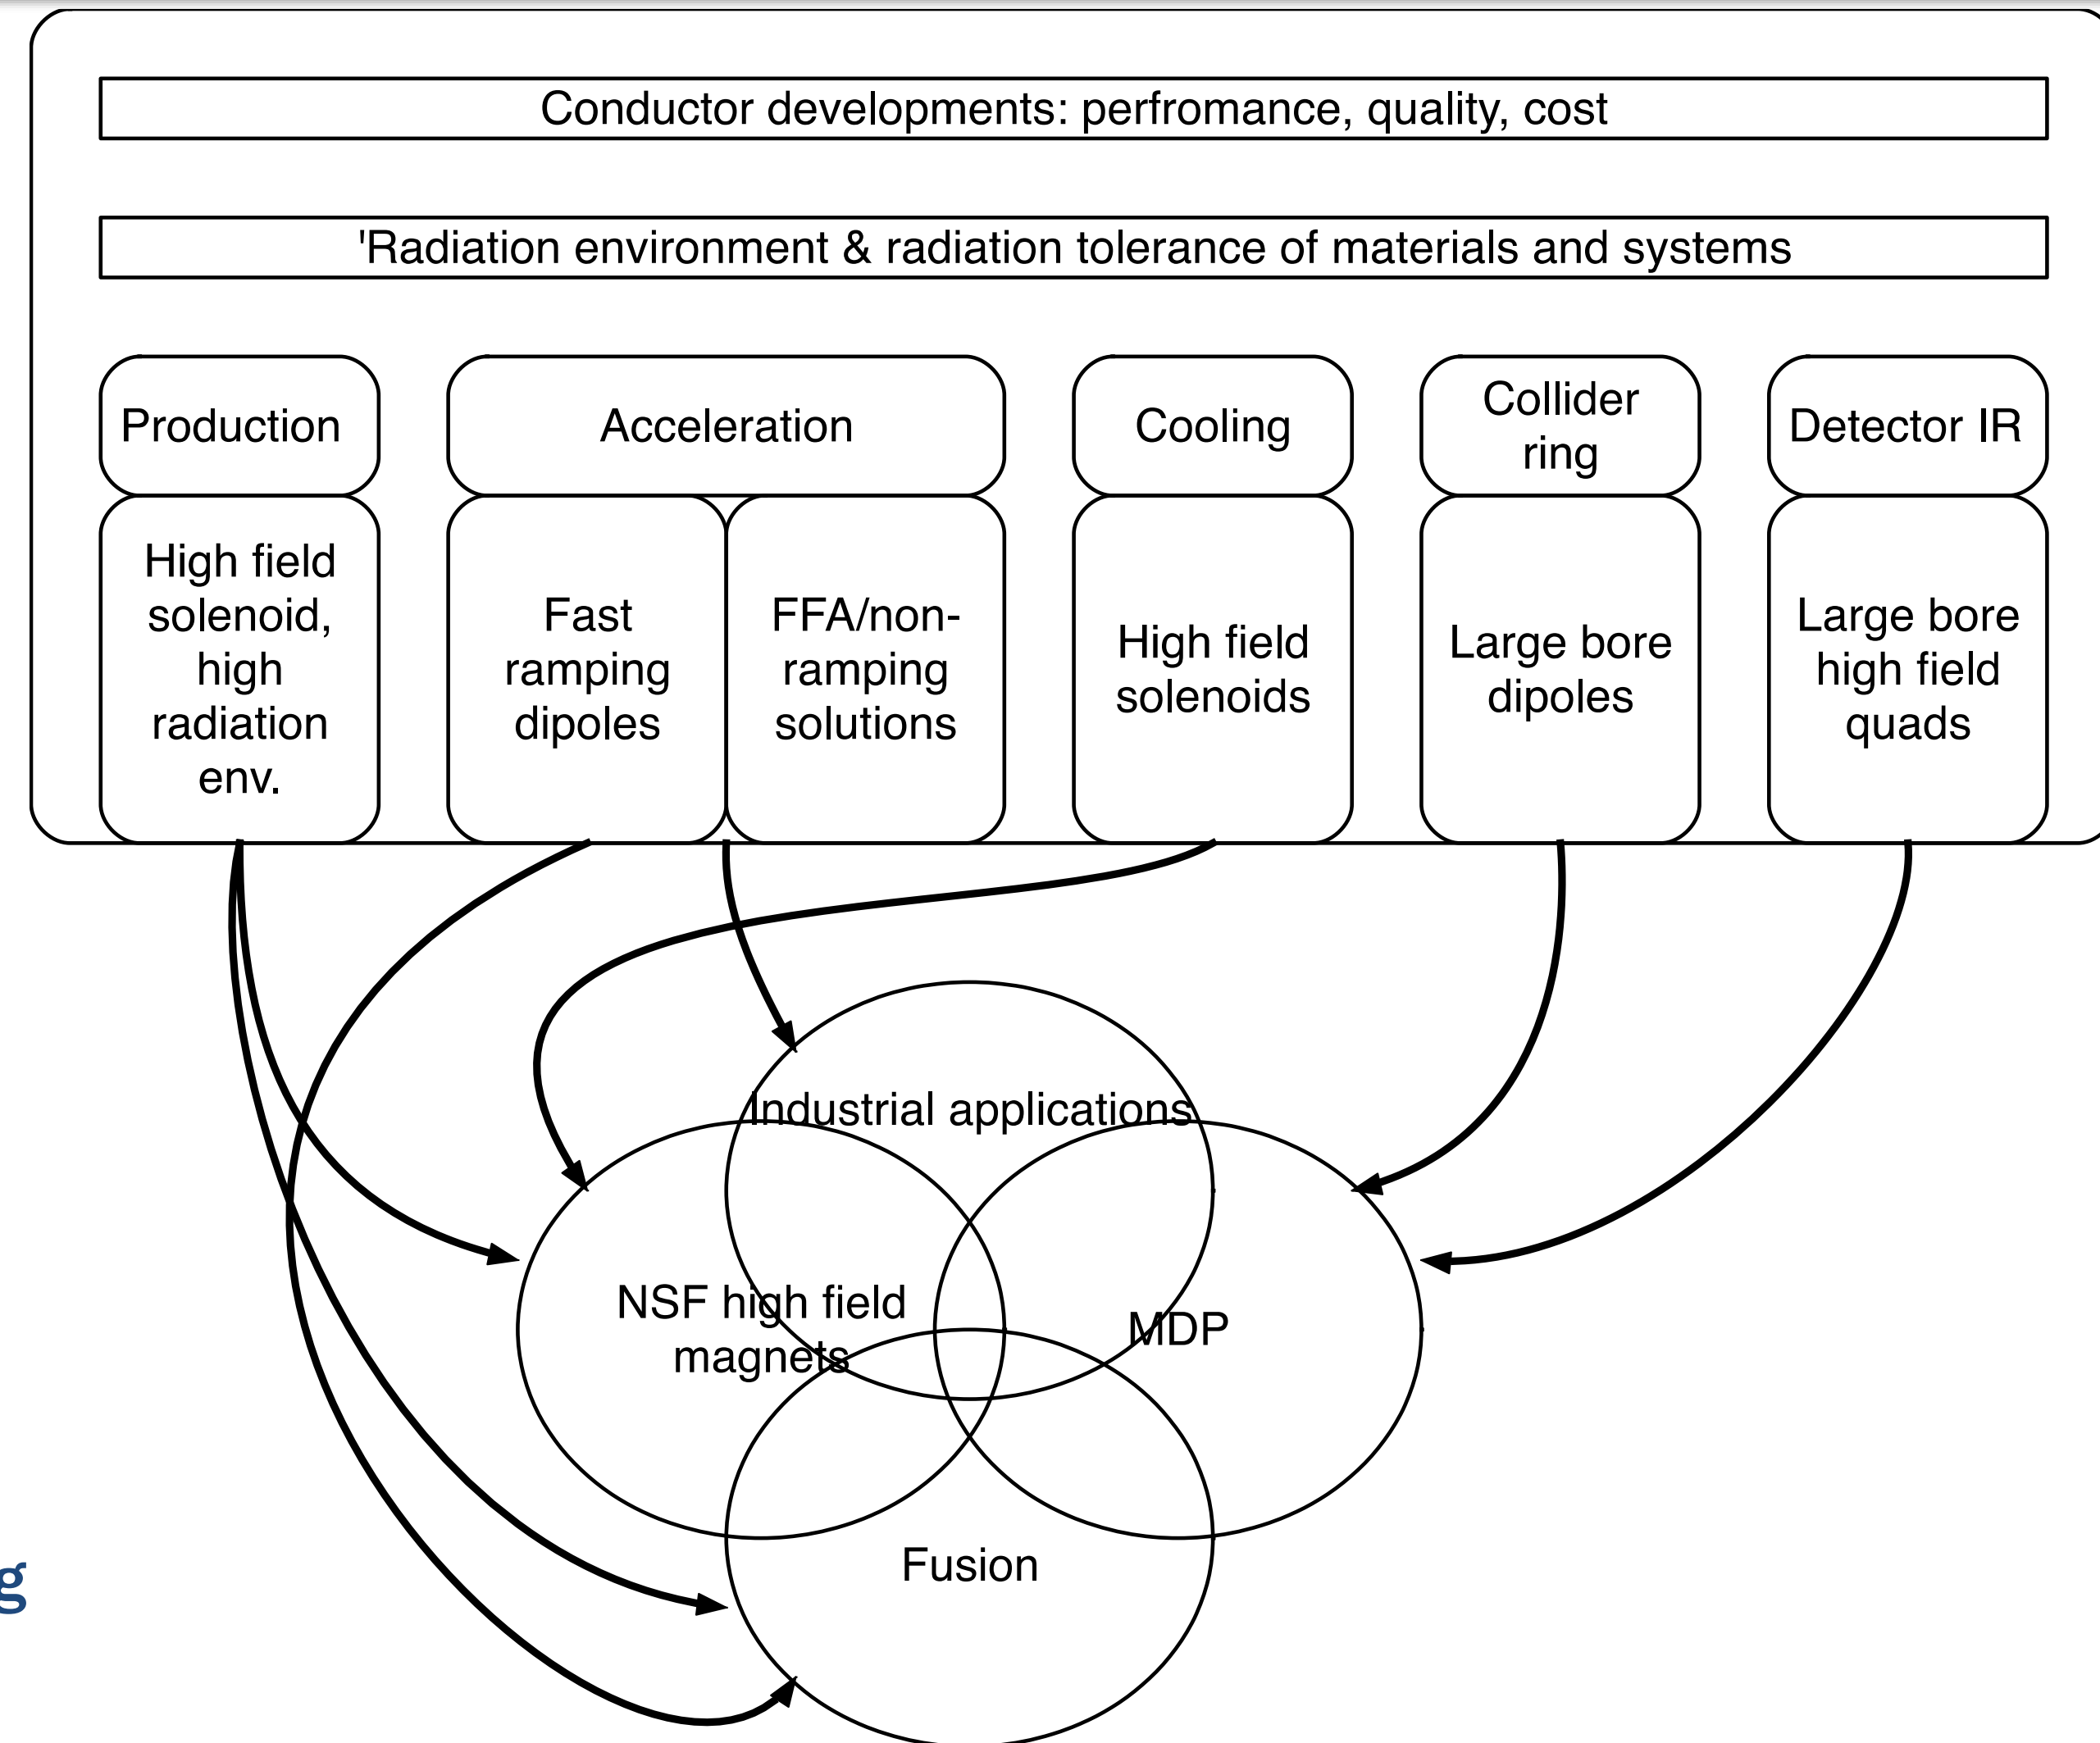 Conductor developments: perfromance, quality, cost
'Radiation environment & radiation tolerance of materials and systems
Production
Acceleration
Cooling
Collider
ring
Detector IR
High field
solenoid,
high
radiation
env.
Fast
ramping
dipoles
FFA/non-
ramping
solutions
High field
solenoids
Large bore
dipoles
Large bore
high field
quads
Industrial applications
NSF high field
magnets
MDP
Fusion
g